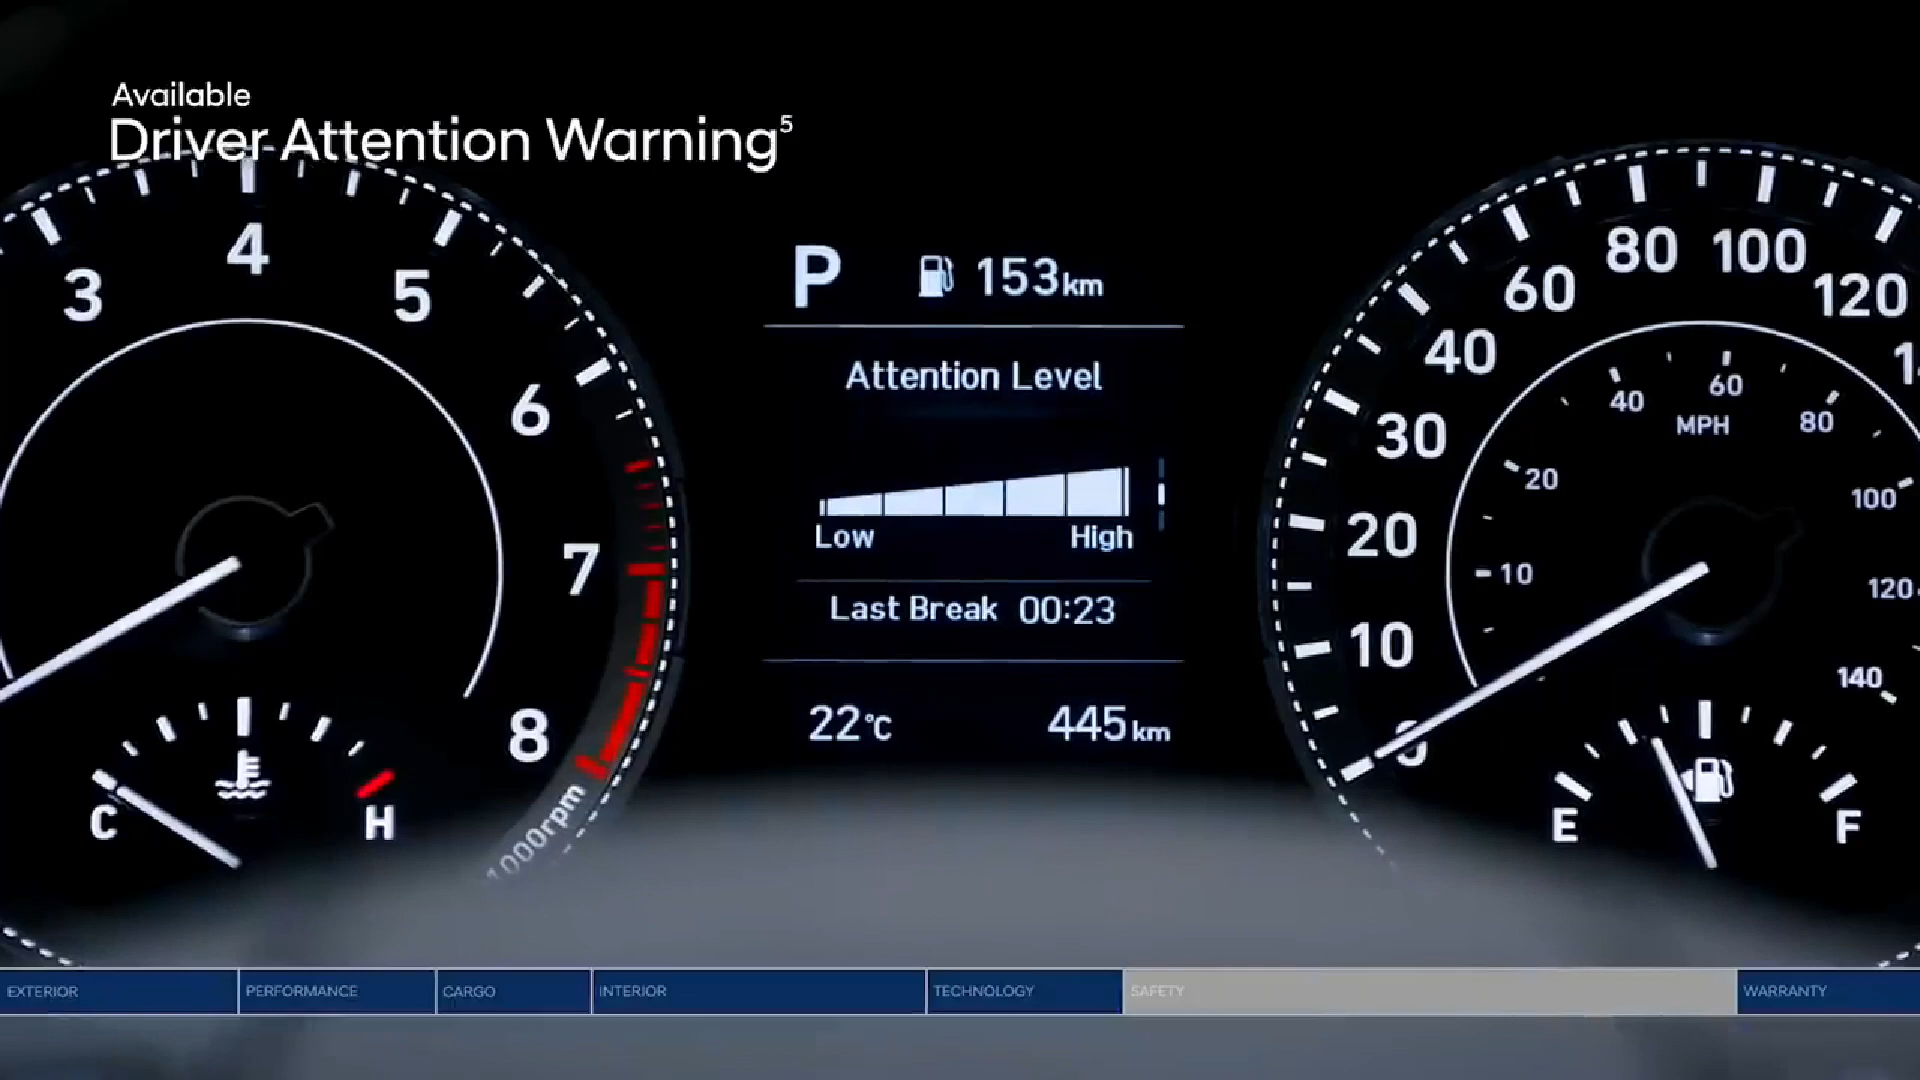 Available
Driver Attention Warning⁵
3
4
5
6
7
8
1000rpm
C
H
P
153km
Attention Level
Low High
Last Break 00:23
22°C
445km
0
10
20
30
40
60
80
100
120
10
20
40
60
80
100
120
140
MPH
E
F
EXTERIOR
PERFORMANCE
CARGO
INTERIOR
TECHNOLOGY
SAFETY
WARRANTY